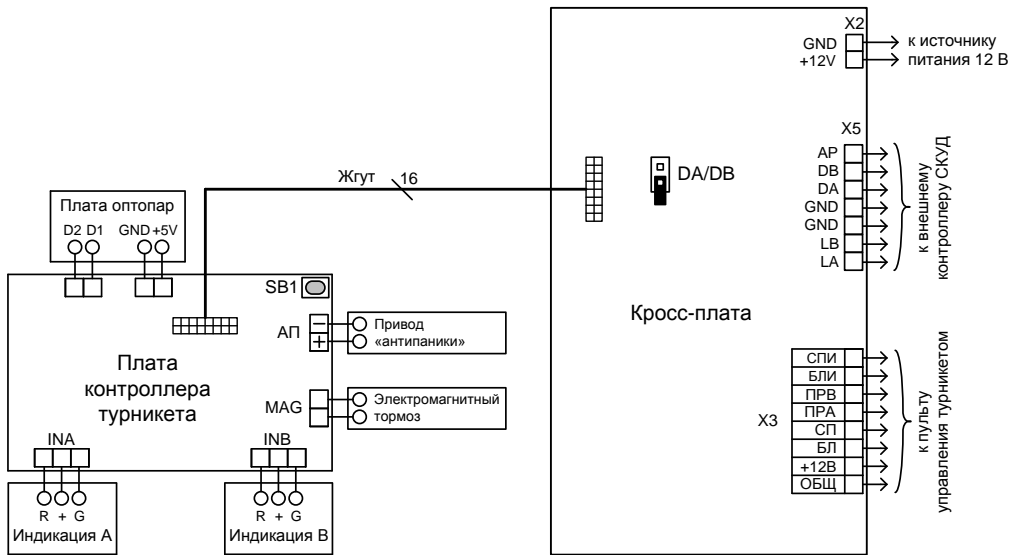 X2
GND
+12V
к источнику
питания 12 В
X5
AP
DB
DA
GND
GND
LB
LA
к внешнему
контроллеру СКУД
DA/DB
Жгут 16
Плата оптопар
D2 D1 GND +5V
SB1
АП
− Привод
+ «антипаники»
Плата
контроллера
турникета
MAG
Электромагнитный
тормоз
INA
INB
R + G
Индикация А
R + G
Индикация В
Кросс-плата
X3
СПИ
БЛИ
ПРВ
ПРА
СП
БЛ
+12В
ОБЩ
к пульту
управления турникетом